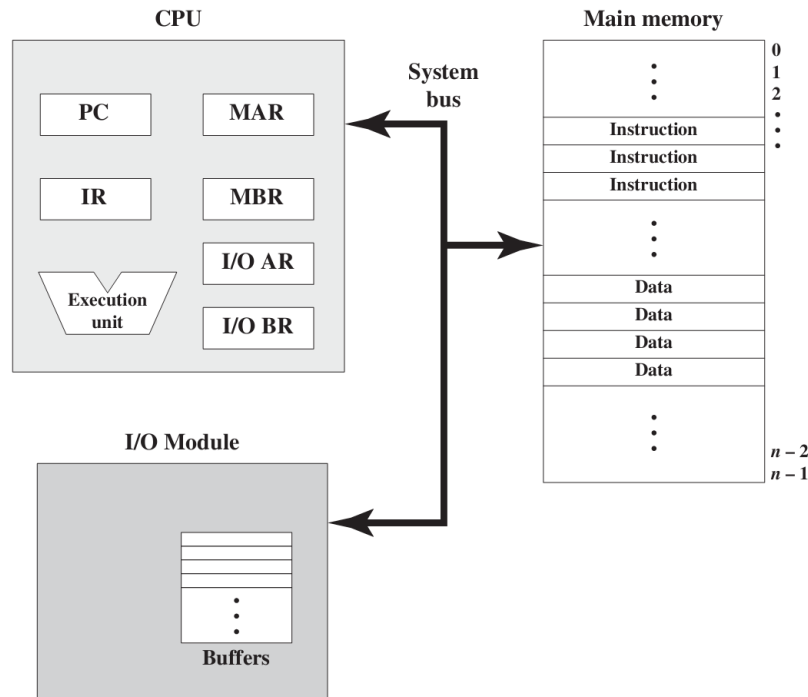 CPU
PC
MAR
IR
MBR
I/O AR
Execution
unit
I/O BR
System
bus
Main memory
0
1
2
Instruction
Instruction
Instruction
Data
Data
Data
Data
n – 2
n – 1
I/O Module
Buffers